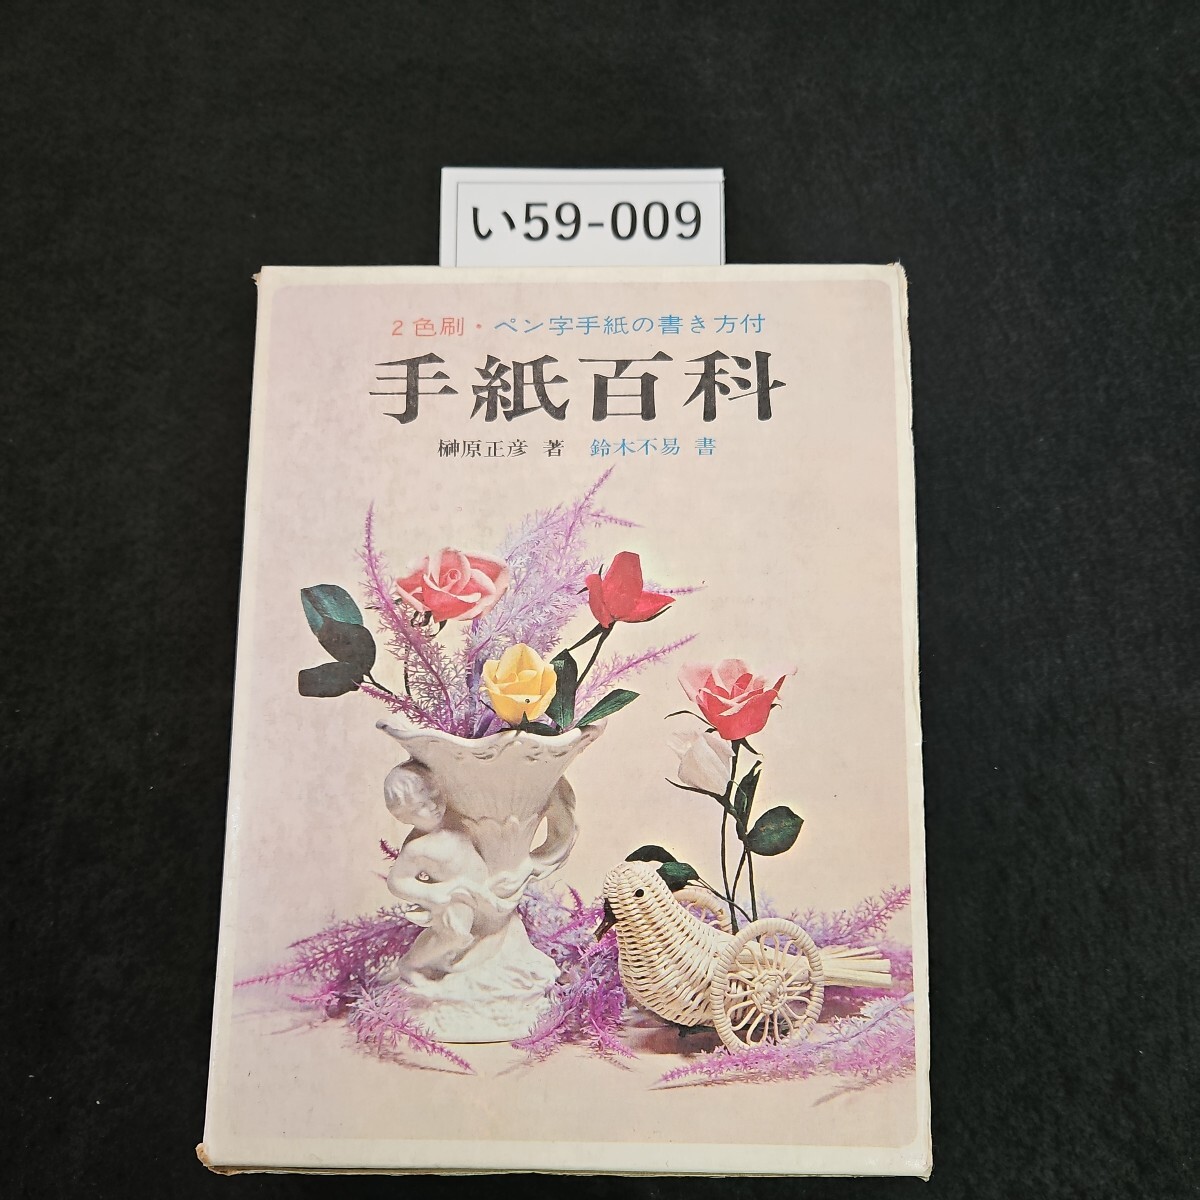 い59-009
2色刷・ペン字手紙の書き方付
手紙百科
榊原正彦 著 鈴木不易 書